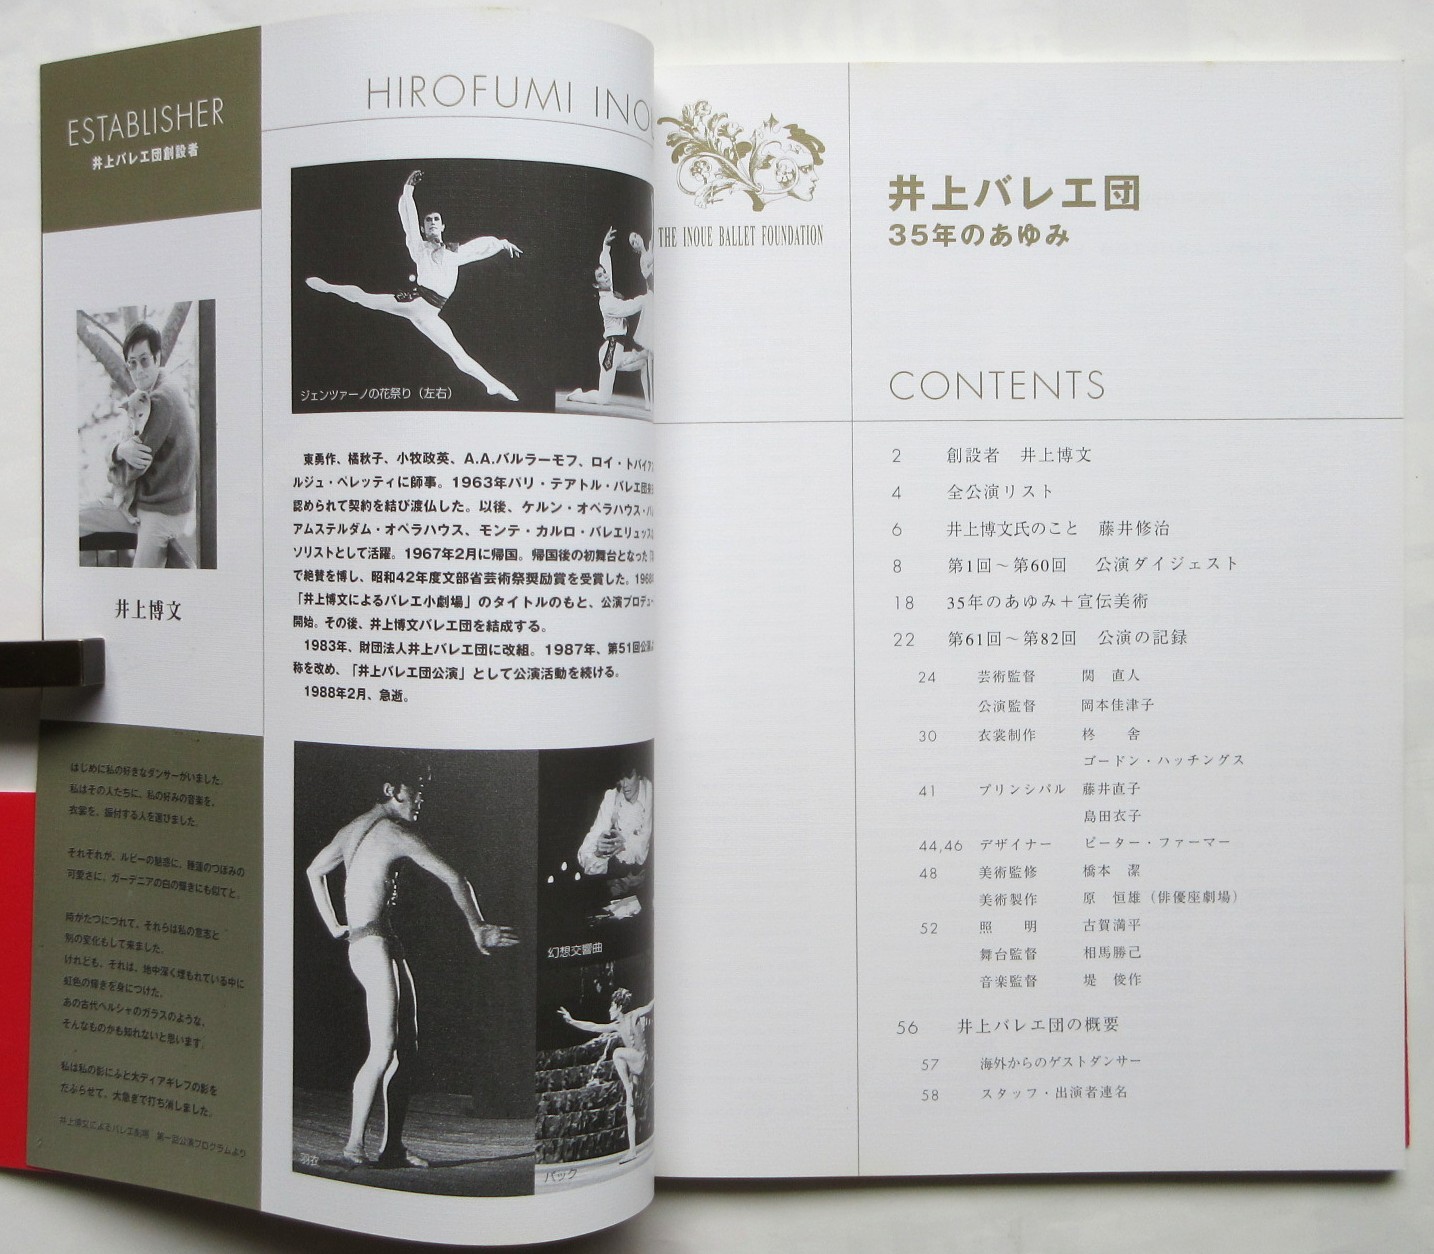 ESTABLISHER
井上バレエ団創設者
井上博文
はじめに私の好きなダンサーがいました。
私はその人たちに、私の好みの音楽を、
衣裳を、振付する人を選びました。
それぞれが、ルビーの魅惑に、睡蓮のつぼみの
可愛さに、ガーデニアの白の輝きにも似てと。
時がたつにつれて、それらは私の意志と
別の変化もして来ました。
けれども、それは、地中深く埋もれている中に
虹色の輝きを身につけた、
あの古代ペルシャのガラスのような、
そんなものかも知れないと思います。
私は私の影にふと大ディアギレフの影を
たぶらせて、大急ぎで打ち消しました。
井上博文によるバレエ劇場 第一回公演プログラムより
2
HIROFUMI INO
ジェンツァーノの花祭り（左右）
東勇作、橘秋子、小牧政英、A.A.バルラーモフ、ロイ・トバイア
ルジュ・ペレッティに師事。1963年パリ・テアトル・バレエ団
認められて契約を結び渡仏した。以後、ケルン・オペラハウス・
アムステルダム・オペラハウス、モンテ・カルロ・バレエリュッス
ソリストとして活躍。1967年2月に帰国。帰国後の初舞台となった
で絶賛を博し、昭和42年度文部省芸術祭奨励賞を受賞した。1968
「井上博文によるバレエ小劇場」のタイトルのもと、公演プロデュー
開始。その後、井上博文バレエ団を結成する。
1983年、財団法人井上バレエ団に改組。1987年、第51回公演
称を改め、「井上バレエ団公演」として公演活動を続ける。
1988年2月、急逝。
羽衣
幻想交響曲
パック
THE INOUE BALLET FOUNDATION
井上バレエ団
35年のあゆみ
CONTENTS
2 創設者 井上博文
4 全公演リスト
6 井上博文氏のこと 藤井修治
8 第1回～第60回 公演ダイジェスト
18 35年のあゆみ＋宣伝美術
22 第61回～第82回 公演の記録
24 芸術監督 関 直人
公演監督 岡本佳津子
30 衣裳制作 柊 舎
ゴードン・ハッチングス
41 プリンシパル 藤井直子
島田衣子
44,46 デザイナー ピーター・ファーマー
48 美術監修 橋本 潔
美術製作 原 恒雄（俳優座劇場）
52 照 明 古賀満平
舞台監督 相馬勝己
音楽監督 堤 俊作
56 井上バレエ団の概要
57 海外からのゲストダンサー
58 スタッフ・出演者連名